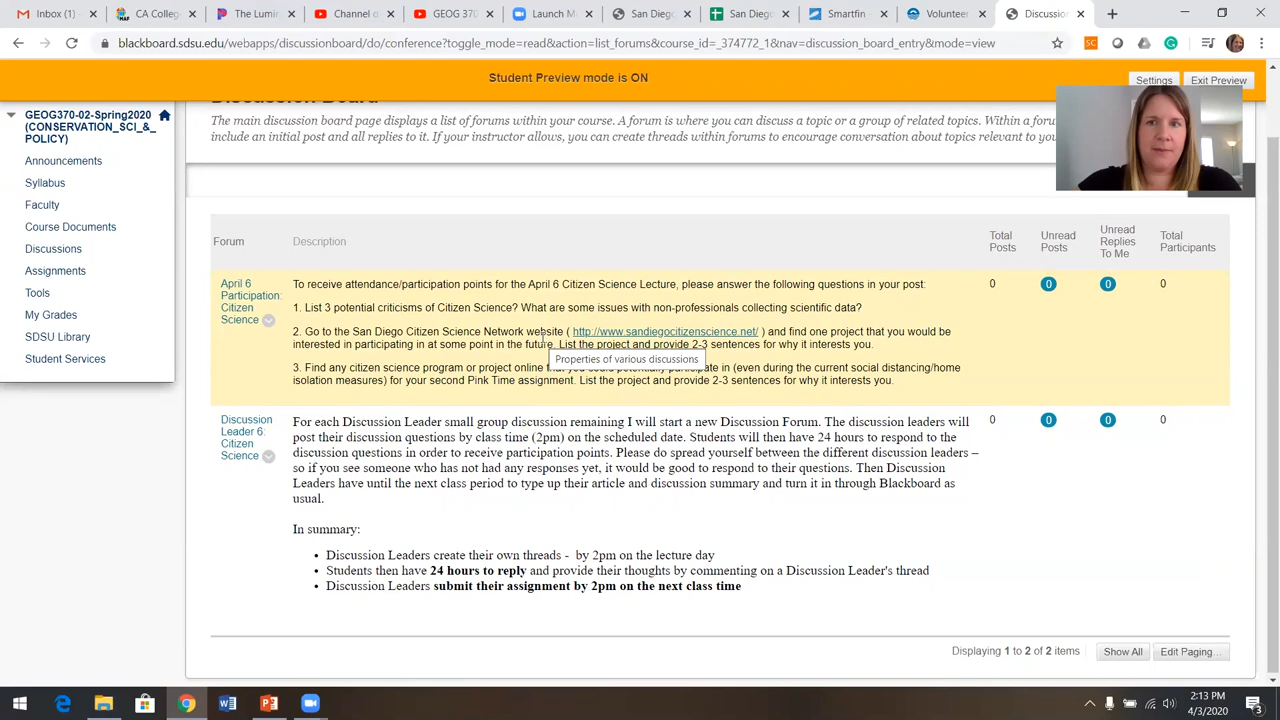 Inbox (1)
CA Colleg
The Lumin
Channel d
GEOG 370
Launch M
San Dieg
San Dieg
Smartfin
Volunteer
Discussio
blackboard.sdsu.edu/webapps/discussionboard/do/conference?toggle_mode=read&action=list_forums&course_id=_374772_1&nav=discussion_board_entry&mode=view
Student Preview mode is ON
Settings
Exit Preview
GEOG370-02-Spring2020
(CONSERVATION_SCI_&_
POLICY)
Announcements
Syllabus
Faculty
Course Documents
Discussions
Assignments
Tools
My Grades
SDSU Library
Student Services
Discussion Board
The main discussion board page displays a list of forums within your course. A forum is where you can discuss a topic or a group of related topics. Within a foru
include an initial post and all replies to it. If your instructor allows, you can create threads within forums to encourage conversation about topics relevant to you
Forum
Description
Total
Posts
Unread
Posts
Unread
Replies
To Me
Total
Participants
April 6
Participation:
Citizen
Science
To receive attendance/participation points for the April 6 Citizen Science Lecture, please answer the following questions in your post:
1. List 3 potential criticisms of Citizen Science? What are some issues with non-professionals collecting scientific data?
2. Go to the San Diego Citizen Science Network website ( http://www.sandiegocitizenscience.net/ ) and find one project that you would be
interested in participating in at some point in the future. List the project and provide 2-3 sentences for why it interests you.
Properties of various discussions
3. Find any citizen science program or project online that you could potentially participate in (even during the current social distancing/home
isolation measures) for your second Pink Time assignment. List the project and provide 2-3 sentences for why it interests you.
0
0
0
0
Discussion
Leader 6:
Citizen
Science
For each Discussion Leader small group discussion remaining I will start a new Discussion Forum. The discussion leaders will
post their discussion questions by class time (2pm) on the scheduled date. Students will then have 24 hours to respond to the
discussion questions in order to receive participation points. Please do spread yourself between the different discussion leaders –
so if you see someone who has not had any responses yet, it would be good to respond to their questions. Then Discussion
Leaders have until the next class period to type up their article and discussion summary and turn it in through Blackboard as
usual.
In summary:
• Discussion Leaders create their own threads - by 2pm on the lecture day
• Students then have 24 hours to reply and provide their thoughts by commenting on a Discussion Leader's thread
• Discussion Leaders submit their assignment by 2pm on the next class time
0
0
0
0
Displaying 1 to 2 of 2 items
Show All
Edit Paging...
2:13 PM
4/3/2020
3